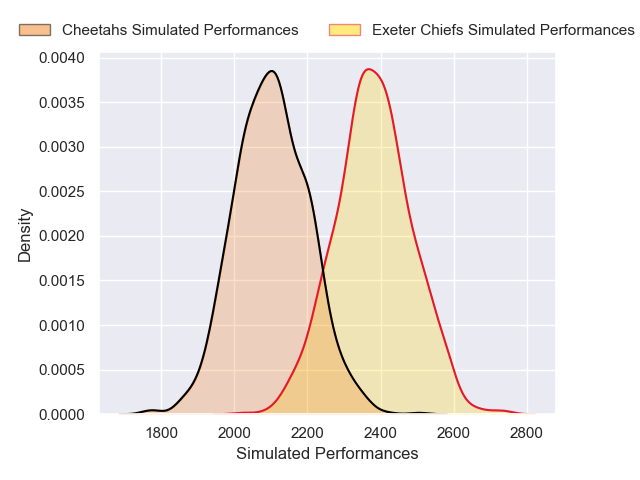 Cheetahs Simulated Performances
Exeter Chiefs Simulated Performances
0.0040
0.0035
0.0030
0.0025
0.0020
0.0015
0.0010
0.0005
0.0000
Density
1800 2000 2200 2400 2600 2800
Simulated Performances